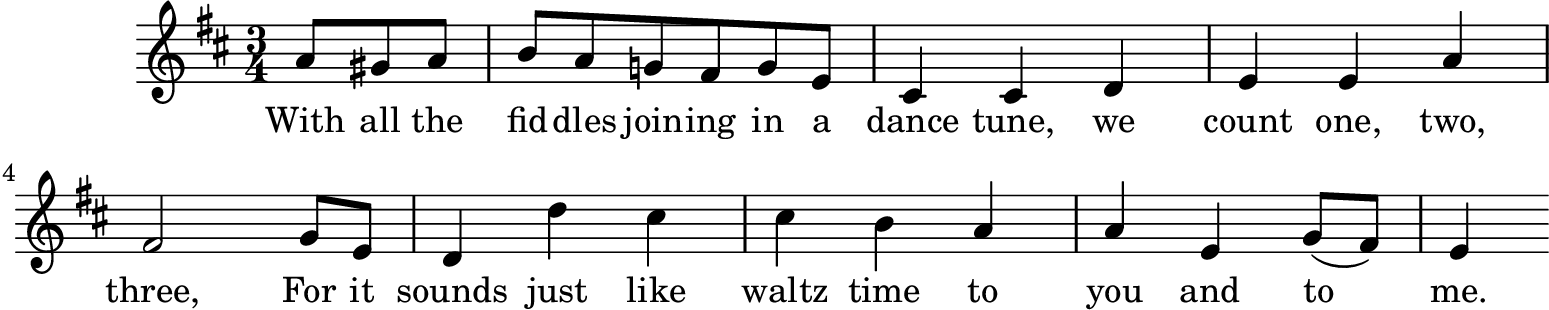 3
4
With all the fiddles joining in a dance tune, we count one, two,
4
three, For it sounds just like waltz time to you and to me.